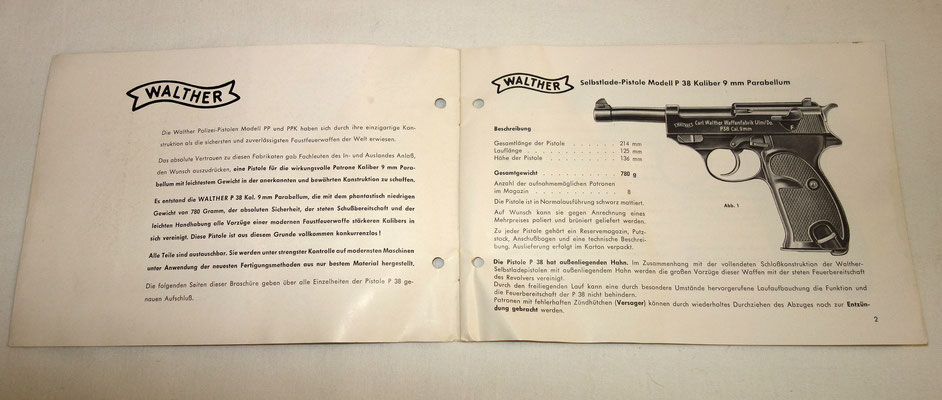 WALTHER
Die Walther Polizei-Pistolen Modell PP und PPK haben sich durch ihre einzigartige Kon-
struktion als die sichersten und zuverlässigsten Faustfeuerwaffen der Welt erwiesen.
Das absolute Vertrauen zu diesen Fabrikaten gab Fachleuten des In- und Auslandes Anlaß,
den Wunsch auszudrücken, eine Pistole für die wirkungsvolle Patrone Kaliber 9 mm Para-
bellum mit leichtestem Gewicht in der anerkannten und bewährten Konstruktion zu schaffen.
Es entstand die WALTHER P 38 Kal. 9 mm Parabellum, die mit dem phantastisch niedrigen
Gewicht von 780 Gramm, der absoluten Sicherheit, der steten Schußbereitschaft und der
leichten Handhabung alle Vorzüge einer modernen Faustfeuerwaffe stärkeren Kalibers in
sich vereinigt. Diese Pistole ist aus diesem Grunde vollkommen konkurrenzlos!
Alle Teile sind austauschbar. Sie werden unter strengster Kontrolle auf modernsten Maschinen
unter Anwendung der neuesten Fertigungsmethoden aus nur bestem Material hergestellt,
Die folgenden Seiten dieser Broschüre geben über alle Einzelheiten der Pistole P 38 ge-
nauen Aufschluß.
WALTHER
Selbstlade-Pistole Modell P 38 Kaliber 9 mm Parabellum
Beschreibung
Gesamtlänge der Pistole . . . . . . 214 mm
Lauflänge . . . . . . . . . . 125 mm
Höhe der Pistole . . . . . . . . 136 mm
Gesamtgewicht . . . . . . . . 780 g
Anzahl der aufnahmemöglichen Patronen
im Magazin . . . . . . . . . . 8
Die Pistole ist in Normalausführung schwarz mattiert.
Auf Wunsch kann sie gegen Anrechnung eines
Mehrpreises poliert und brüniert geliefert werden.
Zu jeder Pistole gehört ein Reservemagazin, Putz-
stock, Anschußbogen und eine technische Beschrei-
bung, Auslieferung erfolgt im Karton verpackt.
WALTHER
Carl Walther Waffenfabrik Ulm/Do.
P38 Cal. 9mm
Abb. 1
Die Pistole P 38 hat außenliegenden Hahn. Im Zusammenhang mit der vollendeten Schloßkonstruktion der Walther-
Selbstladepistolen mit außenliegendem Hahn werden die großen Vorzüge dieser Waffen mit der steten Feuerbereitschaft
des Revolvers vereinigt.
Durch den freiliegenden Lauf kann eine durch besondere Umstände hervorgerufene Laufaufbauchung die Funktion und
die Feuerbereitschaft der P 38 nicht behindern.
Patronen mit fehlerhaften Zündhütchen (Versager) können durch wiederholtes Durchziehen des Abzuges noch zur Entzün-
dung gebracht werden.
2